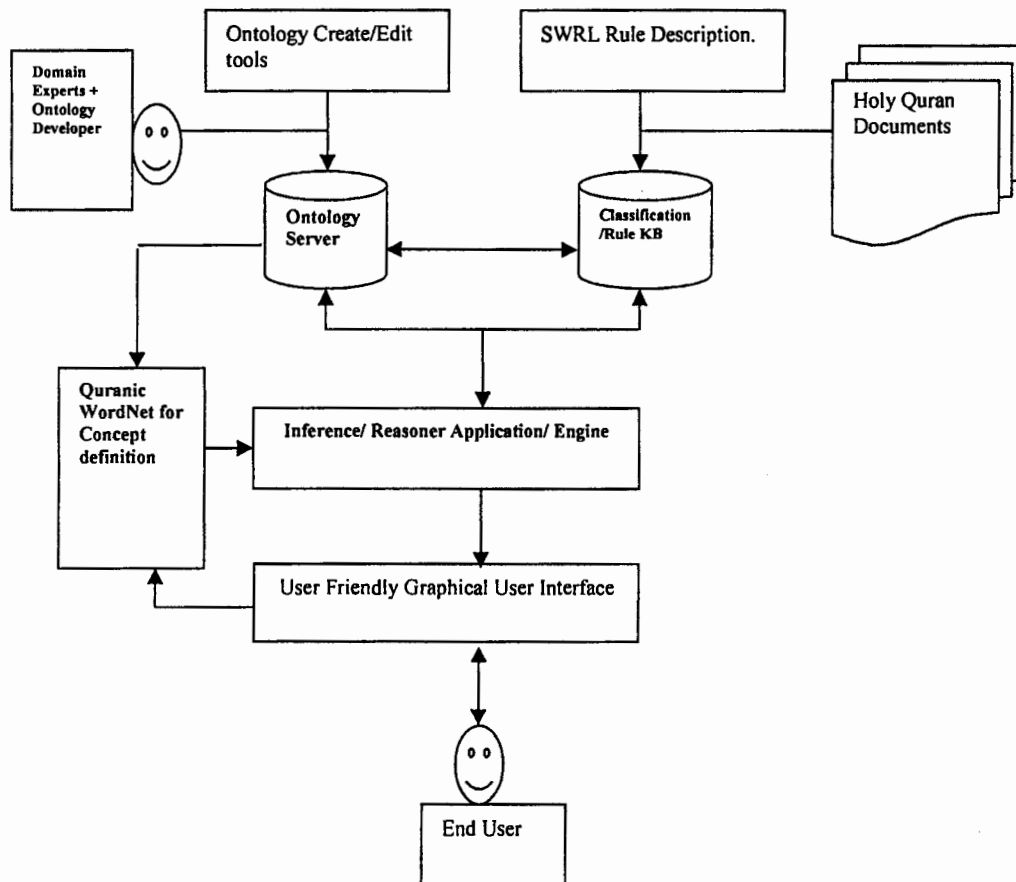 Ontology Create/Edit
tools
SWRL Rule Description.
Domain
Experts +
Ontology
Developer
Holy Quran
Documents
Ontology
Server
Classification
/Rule KB
Quranic
WordNet for
Concept
definition
Inference/ Reasoner Application/ Engine
User Friendly Graphical User Interface
End User